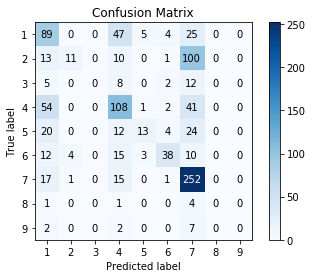 Confusion Matrix
1 89 0 0 47 5 4 25 0 0
2 13 11 0 10 0 1 100 0 0
3 5 0 0 8 0 2 12 0 0
4 54 0 0 108 1 2 41 0 0
5 20 0 0 12 13 4 24 0 0
6 12 4 0 15 3 38 10 0 0
7 17 1 0 15 0 1 252 0 0
8 1 0 0 1 0 0 4 0 0
9 2 0 0 2 0 0 7 0 0
1 2 3 4 5 6 7 8 9
True label
Predicted label
250
200
150
100
50
0